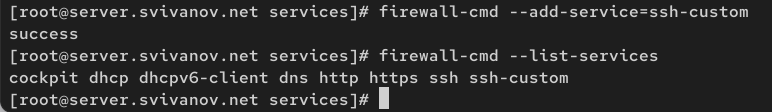 [root@server.svivanov.net services]# firewall-cmd --add-service=ssh-custom
success
[root@server.svivanov.net services]# firewall-cmd --list-services
cockpit dhcp dhcpv6-client dns http https ssh ssh-custom
[root@server.svivanov.net services]#